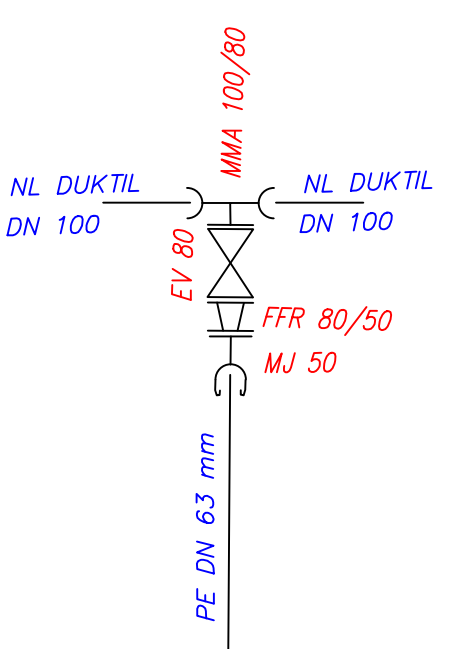 MMA 100/80
NL DUKTIL
DN 100
NL DUKTIL
DN 100
EV 80
FFR 80/50
MJ 50
PE DN 63 mm